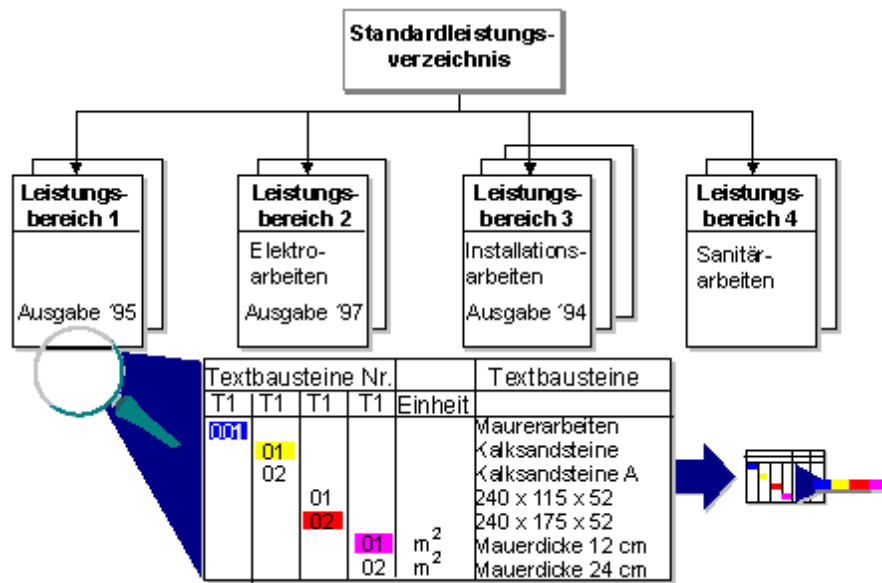 Standardleistungs-
verzeichnis
Leistungs-
bereich 1
Ausgabe ´95
Leistungs-
bereich 2
Elektro-
arbeiten
Ausgabe ´97
Leistungs-
bereich 3
Installations-
arbeiten
Ausgabe ´94
Leistungs-
bereich 4
Sanitär-
arbeiten
Textbausteine Nr. Textbausteine
T1 T1 T1 T1 Einheit
001 Maurerarbeiten
01 Kalksandsteine
02 Kalksandsteine A
01 240 x 115 x 52
02 240 x 175 x 52
01 m² Mauerdicke 12 cm
02 m² Mauerdicke 24 cm